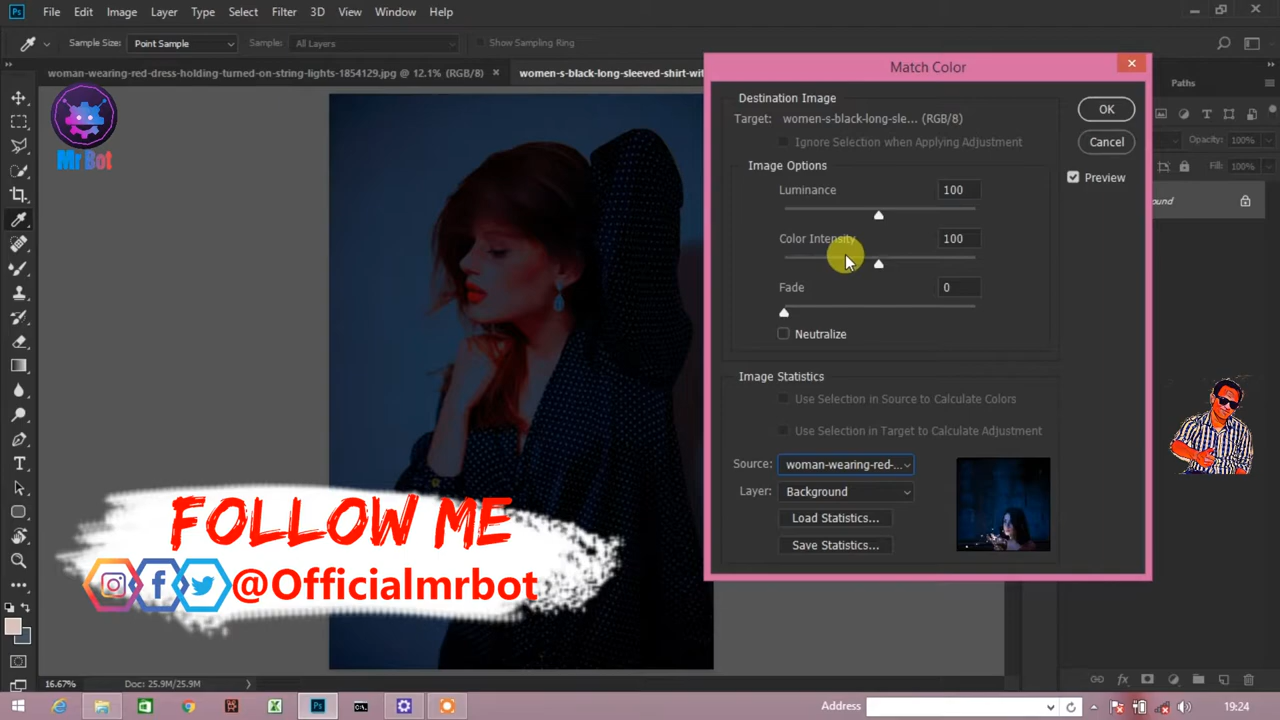 Ps File Edit Image Layer Type Select Filter 3D View Window Help
Sample Size: Point Sample Sample: All Layers Show Sampling Ring
woman-wearing-red-dress-holding-turned-on-string-lights-1854129.jpg @ 12.1% (RGB/8) × women-s-black-long-sleeved-shirt-wit
Paths
Mr Bot
Match Color
Destination Image
Target: women-s-black-long-sle... (RGB/8)
Ignore Selection when Applying Adjustment
OK
Cancel
Preview
Image Options
Luminance 100
Color Intensity 100
Fade 0
Neutralize
Image Statistics
Use Selection in Source to Calculate Colors
Use Selection in Target to Calculate Adjustment
Source: woman-wearing-red-...
Layer: Background
Load Statistics...
Save Statistics...
Opacity: 100%
Fill: 100%
ound
FOLLOW ME
@Officialmrbot
16.67% Doc: 25.9M/25.9M
Address
19:24